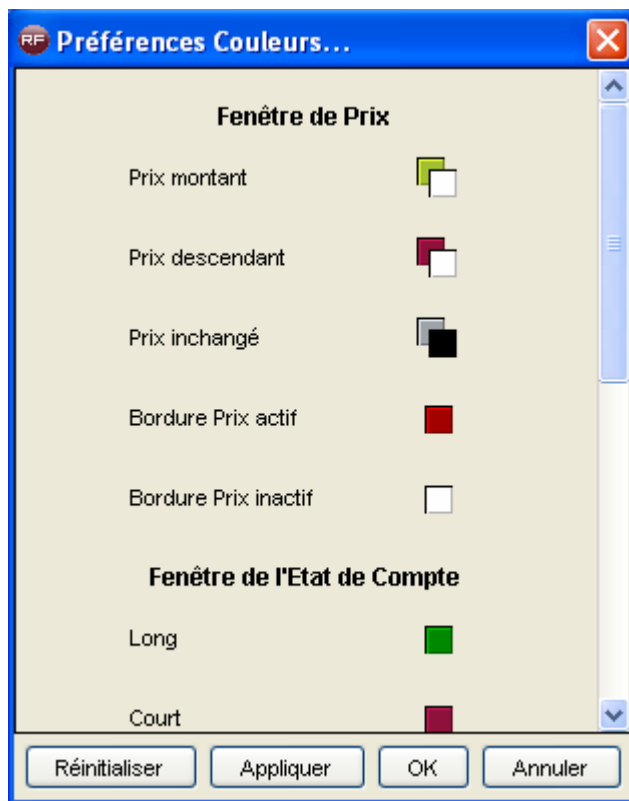 RF Préférences Couleurs...
Fenêtre de Prix
Prix montant
Prix descendant
Prix inchangé
Bordure Prix actif
Bordure Prix inactif
Fenêtre de l'Etat de Compte
Long
Court
Réinitialiser Appliquer OK Annuler